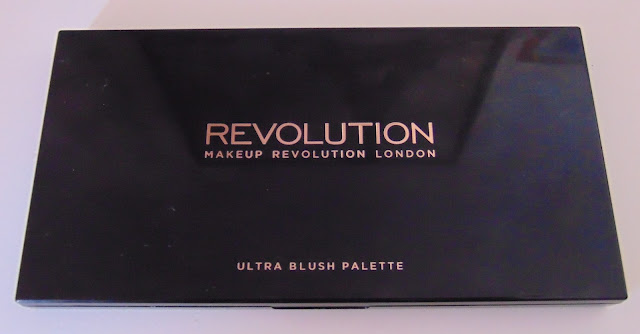 REVOLUTION
MAKEUP REVOLUTION LONDON
ULTRA BLUSH PALETTE